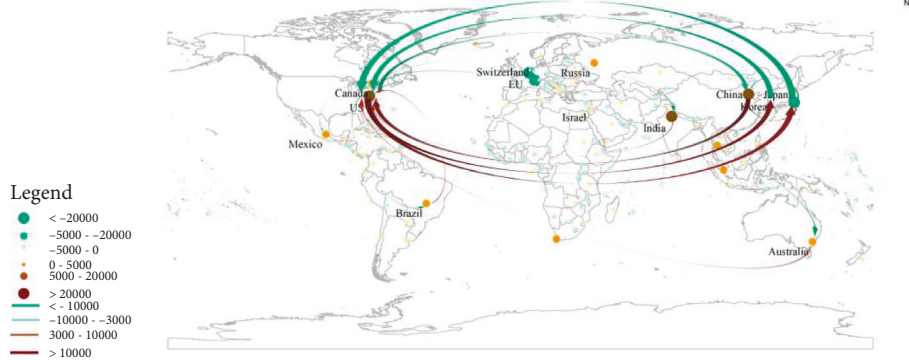 N
Switzerland
Russia
EU
Canada
US
China
Japan
Korea
Israel
India
Mexico
Brazil
Australia
Legend
< −20000
−5000 - −20000
−5000 - 0
0 - 5000
5000 - 20000
> 20000
< - 10000
−10000 - −3000
3000 - 10000
> 10000